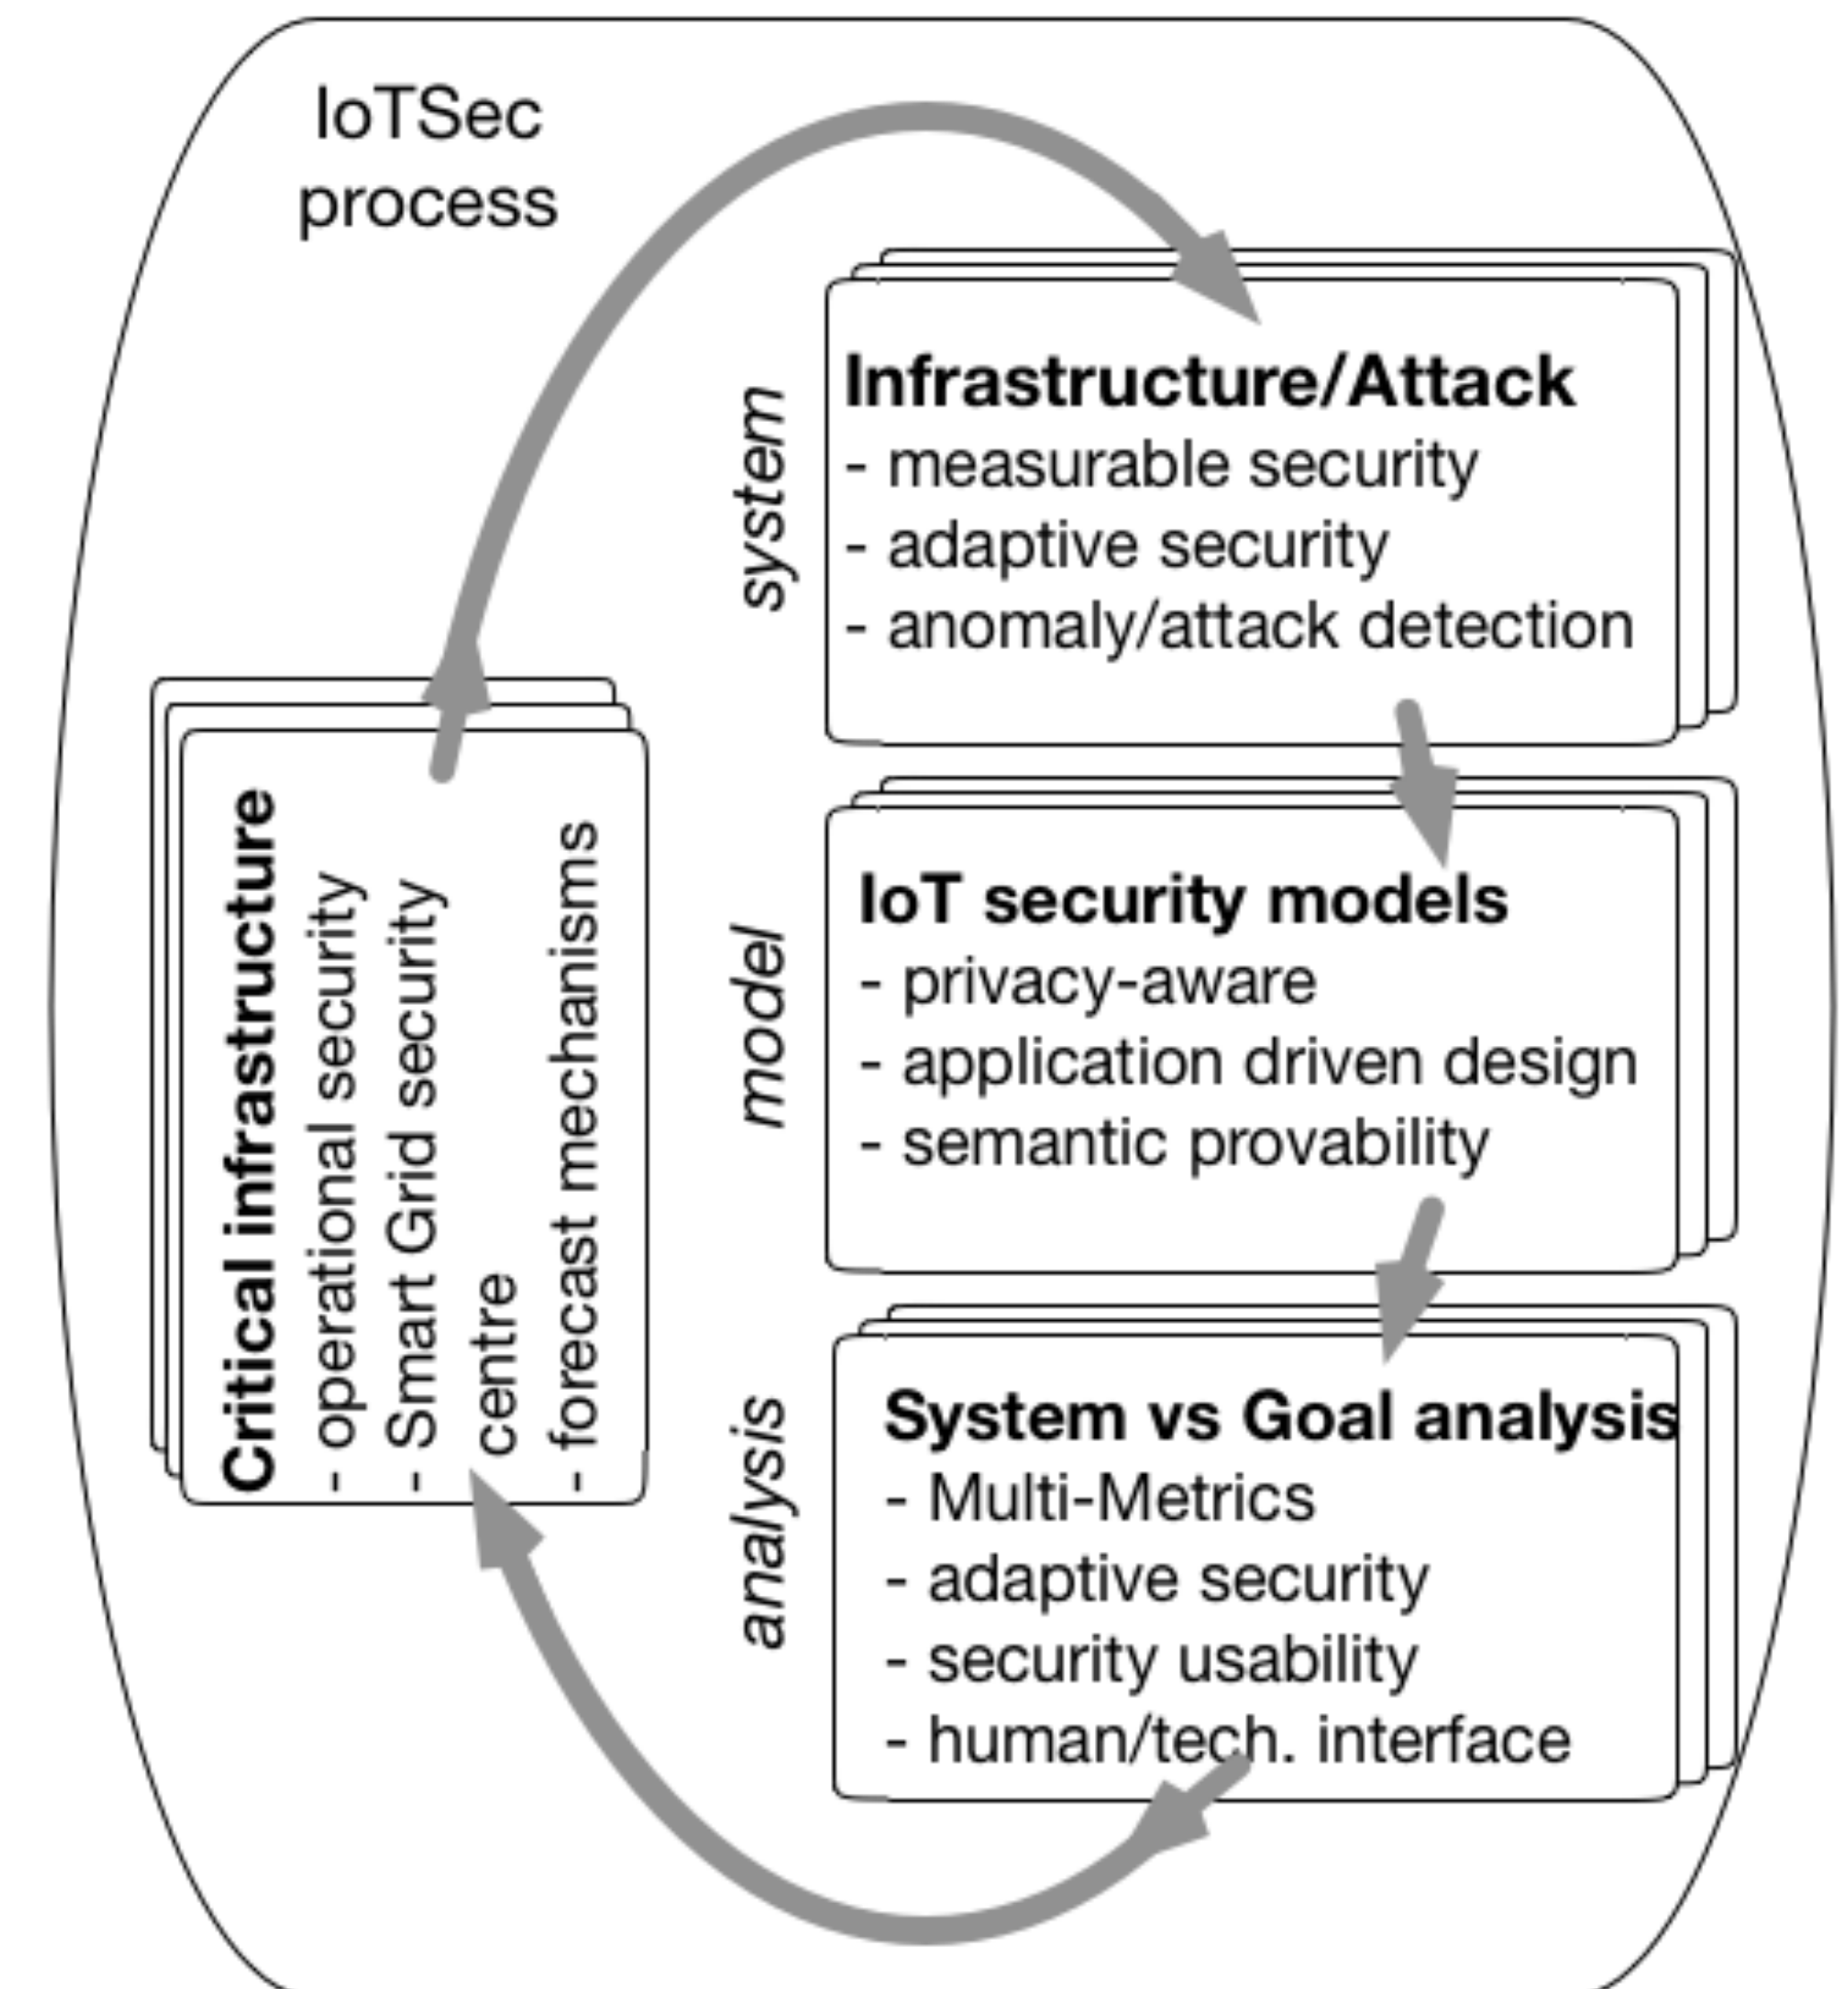 IoTSec
process
system
Infrastructure/Attack
- measurable security
- adaptive security
- anomaly/attack detection
Critical infrastructure
- operational security
- Smart Grid security
centre
- forecast mechanisms
model
IoT security models
- privacy-aware
- application driven design
- semantic provability
analysis
System vs Goal analysis
- Multi-Metrics
- adaptive security
- security usability
- human/tech. interface